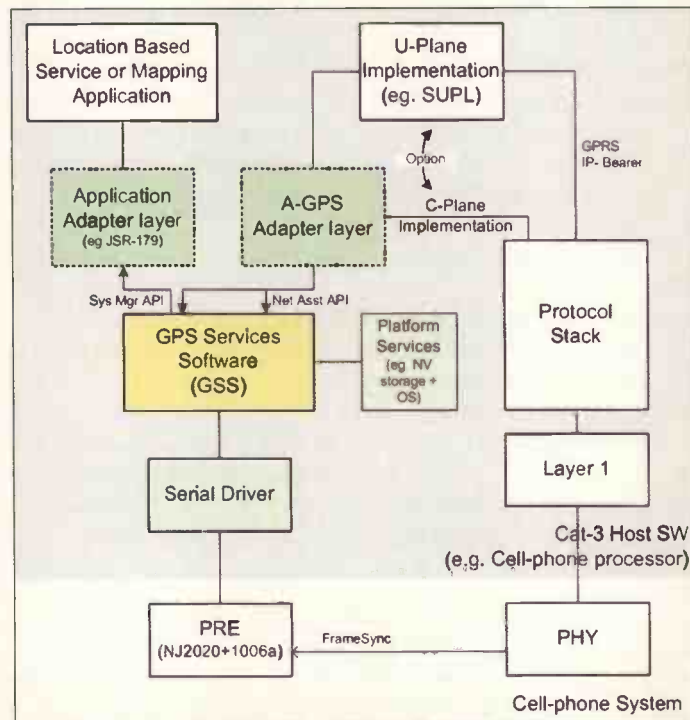 Location Based
Service or Mapping
Application
U-Plane
Implementation
(eg. SUPL)
Option
GPRS
IP- Bearer
Application
Adapter layer
(eg JSR-179)
A-GPS
Adapter layer
C-Plane
Implementation
Sys Mgr API
Net Asst API
GPS Services
Software
(GSS)
Platform
Services
(eg NV
storage +
OS)
Protocol
Stack
Serial Driver
Layer 1
Cat-3 Host SW
(e.g. Cell-phone processor)
PRE
(NJ2020+1006a)
FrameSync
PHY
Cell-phone System